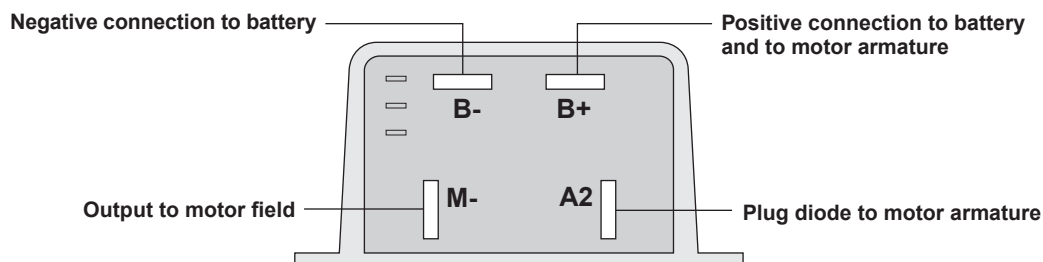 Negative connection to battery
Positive connection to battery
and to motor armature
B-
B+
M-
A2
Output to motor field
Plug diode to motor armature